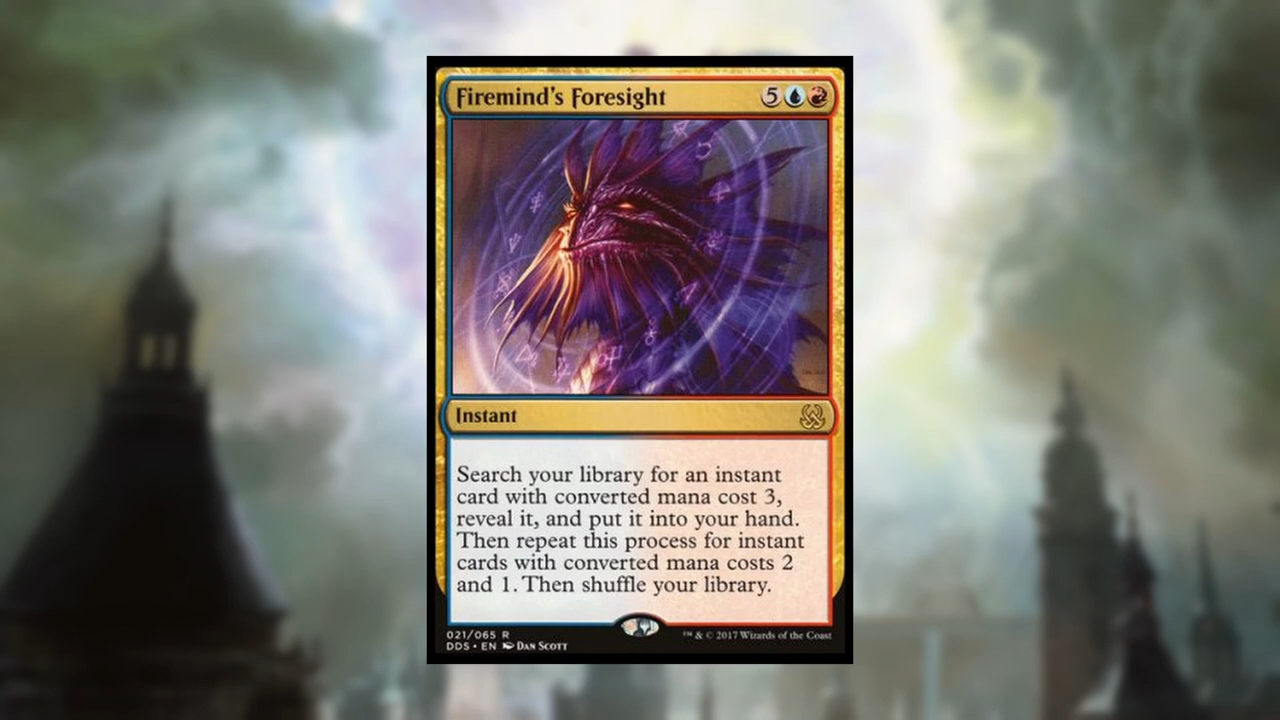 Firemind's Foresight 5
Instant
Search your library for an instant
card with converted mana cost 3,
reveal it, and put it into your hand.
Then repeat this process for instant
cards with converted mana costs 2
and 1. Then shuffle your library.
021/065 R ™ & © 2017 Wizards of the Coast
DDS • EN Dan Scott